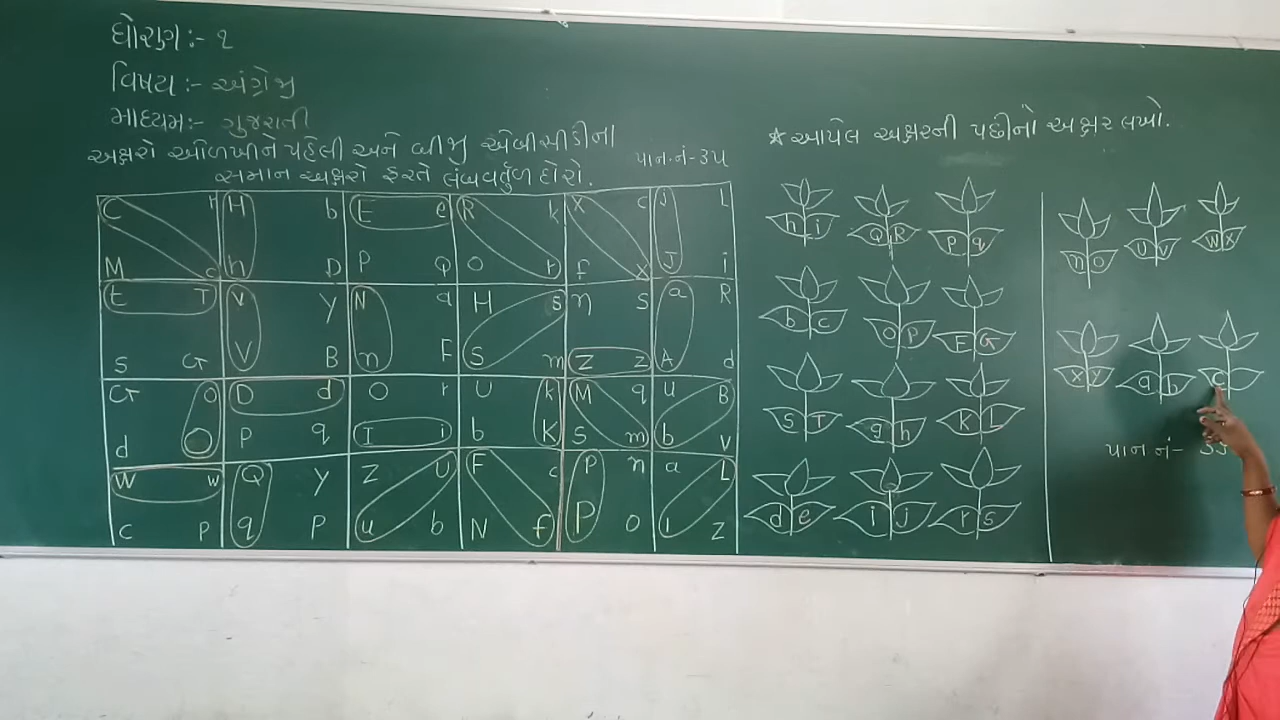 ધોરણ :- ૧
વિષય :- અંગ્રેજી
માધ્યમ :- ગુજરાતી
અક્ષરો ઓળખીને પહેલી અને બીજી એબીસીડીના
સમાન અક્ષરો ફરતે લંબવર્તુળ દોરો.
પાન.નં-૩૫
C r H b E e R k X c J L
M c h D P Q O r f x J i
t T v y N q H s n s a R
S G V B n F S m Z z A d
G o D d O r U k M q u B
d O P q I i b K S m b v
W w Q y Z U F c P n a L
c p q p u b N f P o l z
★ આપેલ અક્ષરની પછીનો અક્ષર લખો.
h i Q R P q
b c O P E G
S T g h K L
d e i j r s
n o U V W X
x y a b c
પાન નં-